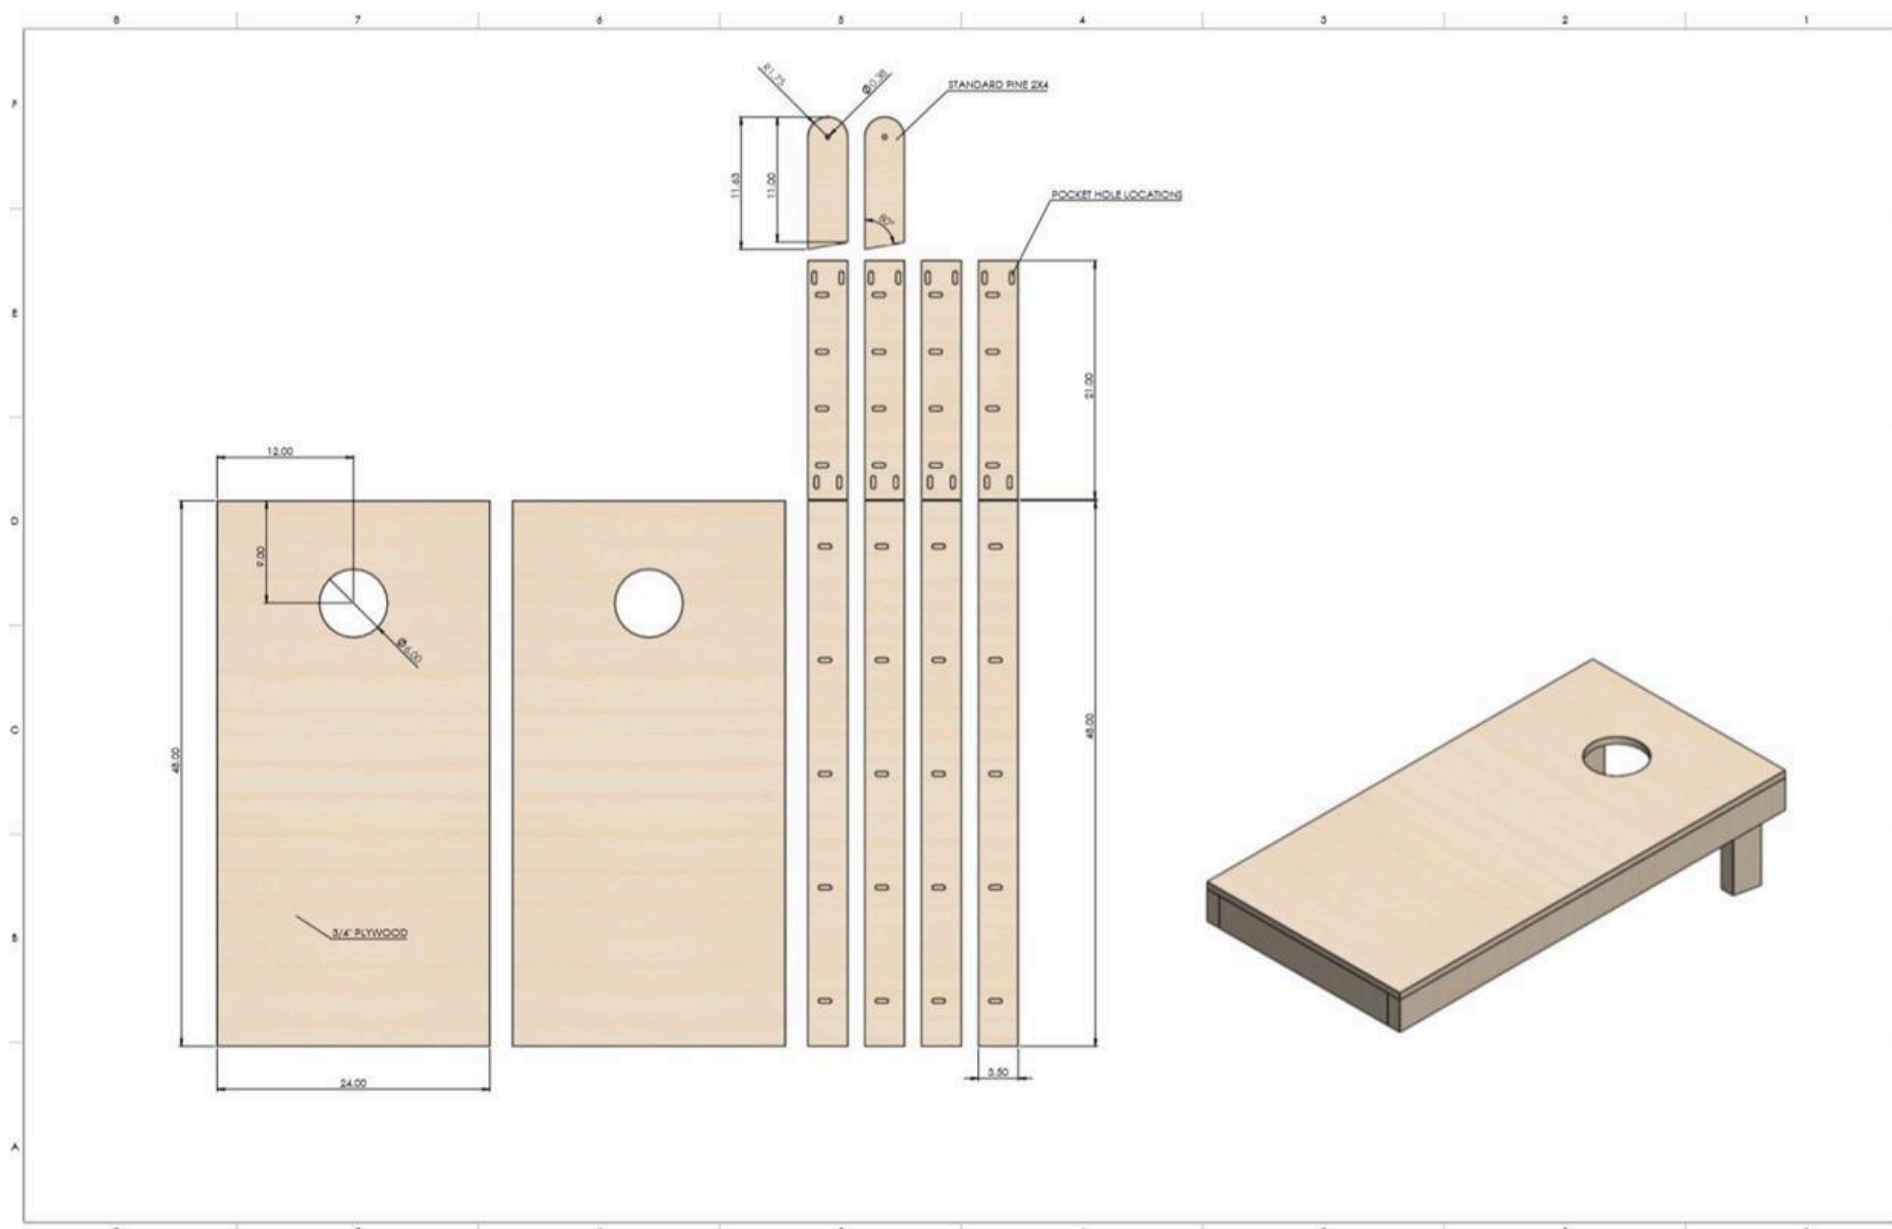 8 7 6 5 4 3 2 1
F
E
D
C
B
A
R1.75
Ø0.38
STANDARD PINE 2X4
11.63
11.00
80°
POCKET HOLE LOCATIONS
21.00
12.00
9.00
Ø6.00
48.00
48.00
3/4" PLYWOOD
24.00
3.50